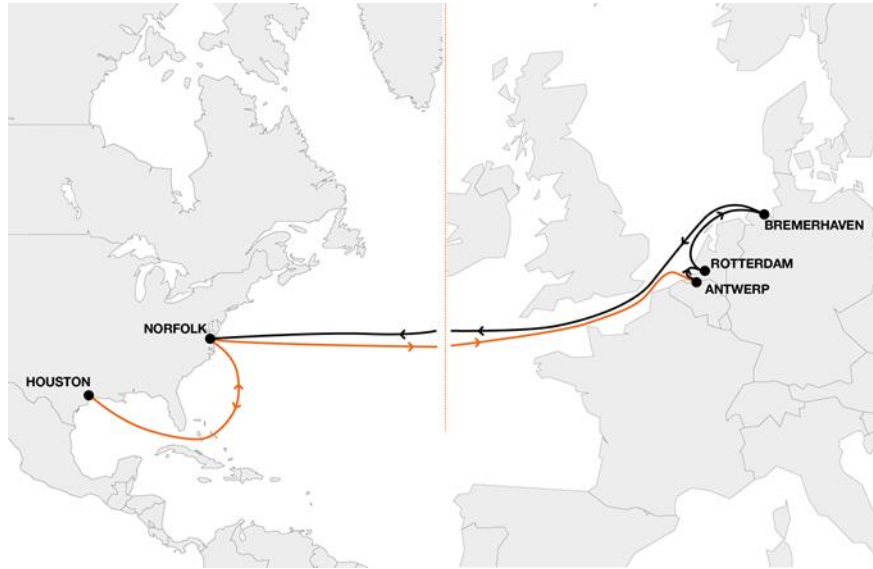 BREMERHAVEN
ROTTERDAM
ANTWERP
NORFOLK
HOUSTON